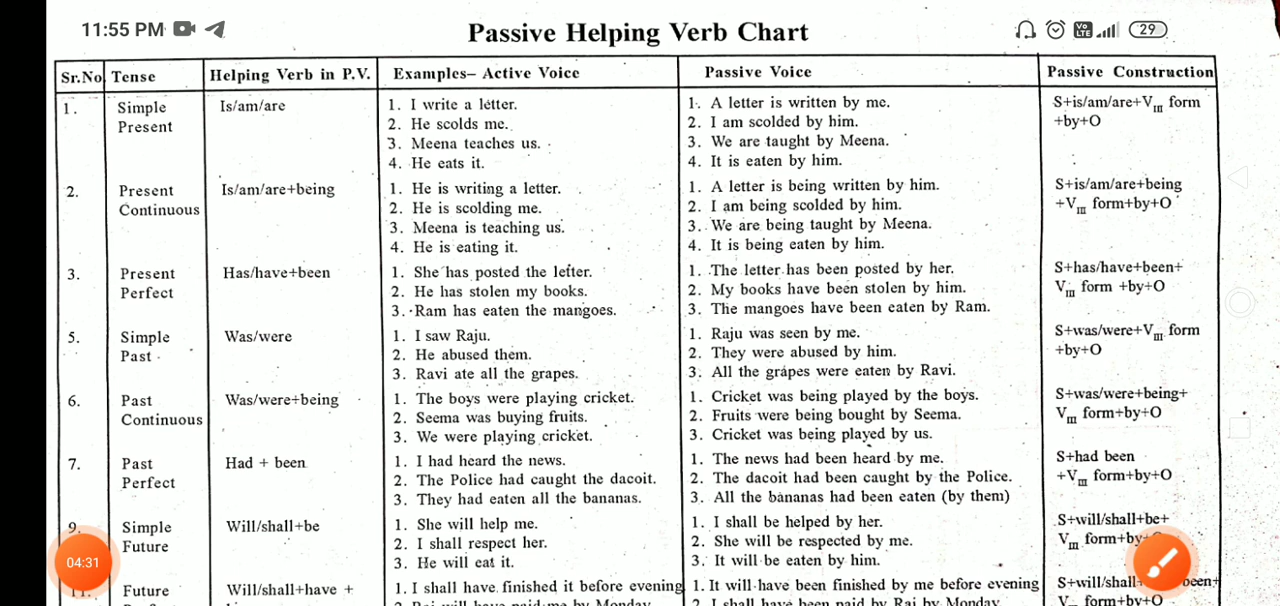 11:55 PM
Passive Helping Verb Chart
Vo LTE
29
Sr.No Tense Helping Verb in P.V. Examples– Active Voice Passive Voice Passive Construction
1. Simple Present Is/am/are
1. I write a letter.
2. He scolds me.
3. Meena teaches us.
4. He eats it.
1. A letter is written by me.
2. I am scolded by him.
3. We are taught by Meena.
4. It is eaten by him.
S+is/am/are+VIII form
+by+O
2. Present Continuous Is/am/are+being
1. He is writing a letter.
2. He is scolding me.
3. Meena is teaching us.
4. He is eating it.
1. A letter is being written by him.
2. I am being scolded by him.
3. We are being taught by Meena.
4. It is being eaten by him.
S+is/am/are+being
+VIII form+by+O
3. Present Perfect Has/have+been
1. She has posted the letter.
2. He has stolen my books.
3. Ram has eaten the mangoes.
1. The letter has been posted by her.
2. My books have been stolen by him.
3. The mangoes have been eaten by Ram.
S+has/have+been+
VIII form +by+O
5. Simple Past Was/were
1. I saw Raju.
2. He abused them.
3. Ravi ate all the grapes.
1. Raju was seen by me.
2. They were abused by him.
3. All the grapes were eaten by Ravi.
S+was/were+VIII form
+by+O
6. Past Continuous Was/were+being
1. The boys were playing cricket.
2. Seema was buying fruits.
3. We were playing cricket.
1. Cricket was being played by the boys.
2. Fruits were being bought by Seema.
3. Cricket was being played by us.
S+was/were+being+
VIII form+by+O
7. Past Perfect Had + been
1. I had heard the news.
2. The Police had caught the dacoit.
3. They had eaten all the bananas.
1. The news had been heard by me.
2. The dacoit had been caught by the Police.
3. All the bananas had been eaten (by them)
S+had been
+VIII form+by+O
9. Simple Future Will/shall+be
1. She will help me.
2. I shall respect her.
3. He will eat it.
1. I shall be helped by her.
2. She will be respected by me.
3. It will be eaten by him.
S+will/shall+be+
VIII form+by+
04:31
Future Will/shall+have +
1. I shall have finished it before evening
1. It will have been finished by me before evening
2. I shall have been paid by Raj by Monday
S+will/shall+ been+
form+by+O